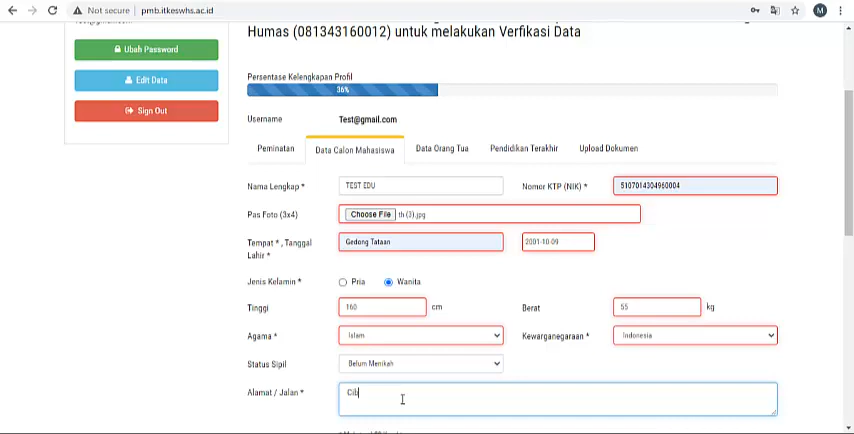 Not secure | pmb.itkeswhs.ac.id
M
Humas (081343160012) untuk melakukan Verfikasi Data
Ubah Password
Edit Data
Sign Out
Persentase Kelengkapan Profil
36%
Username Test@gmail.com
Peminatan Data Calon Mahasiswa Data Orang Tua Pendidikan Terakhir Upload Dokumen
Nama Lengkap * TEST EDU Nomor KTP (NIK) * 5107014304960004
Pas Foto (3x4) Choose File th (3).jpg
Tempat * , Tanggal Lahir * Gedong Tataan 2001-10-09
Jenis Kelamin * Pria Wanita
Tinggi 160 cm Berat 55 kg
Agama * Islam Kewarganegaraan * Indonesia
Status Sipil Belum Menikah
Alamat / Jalan * Cib